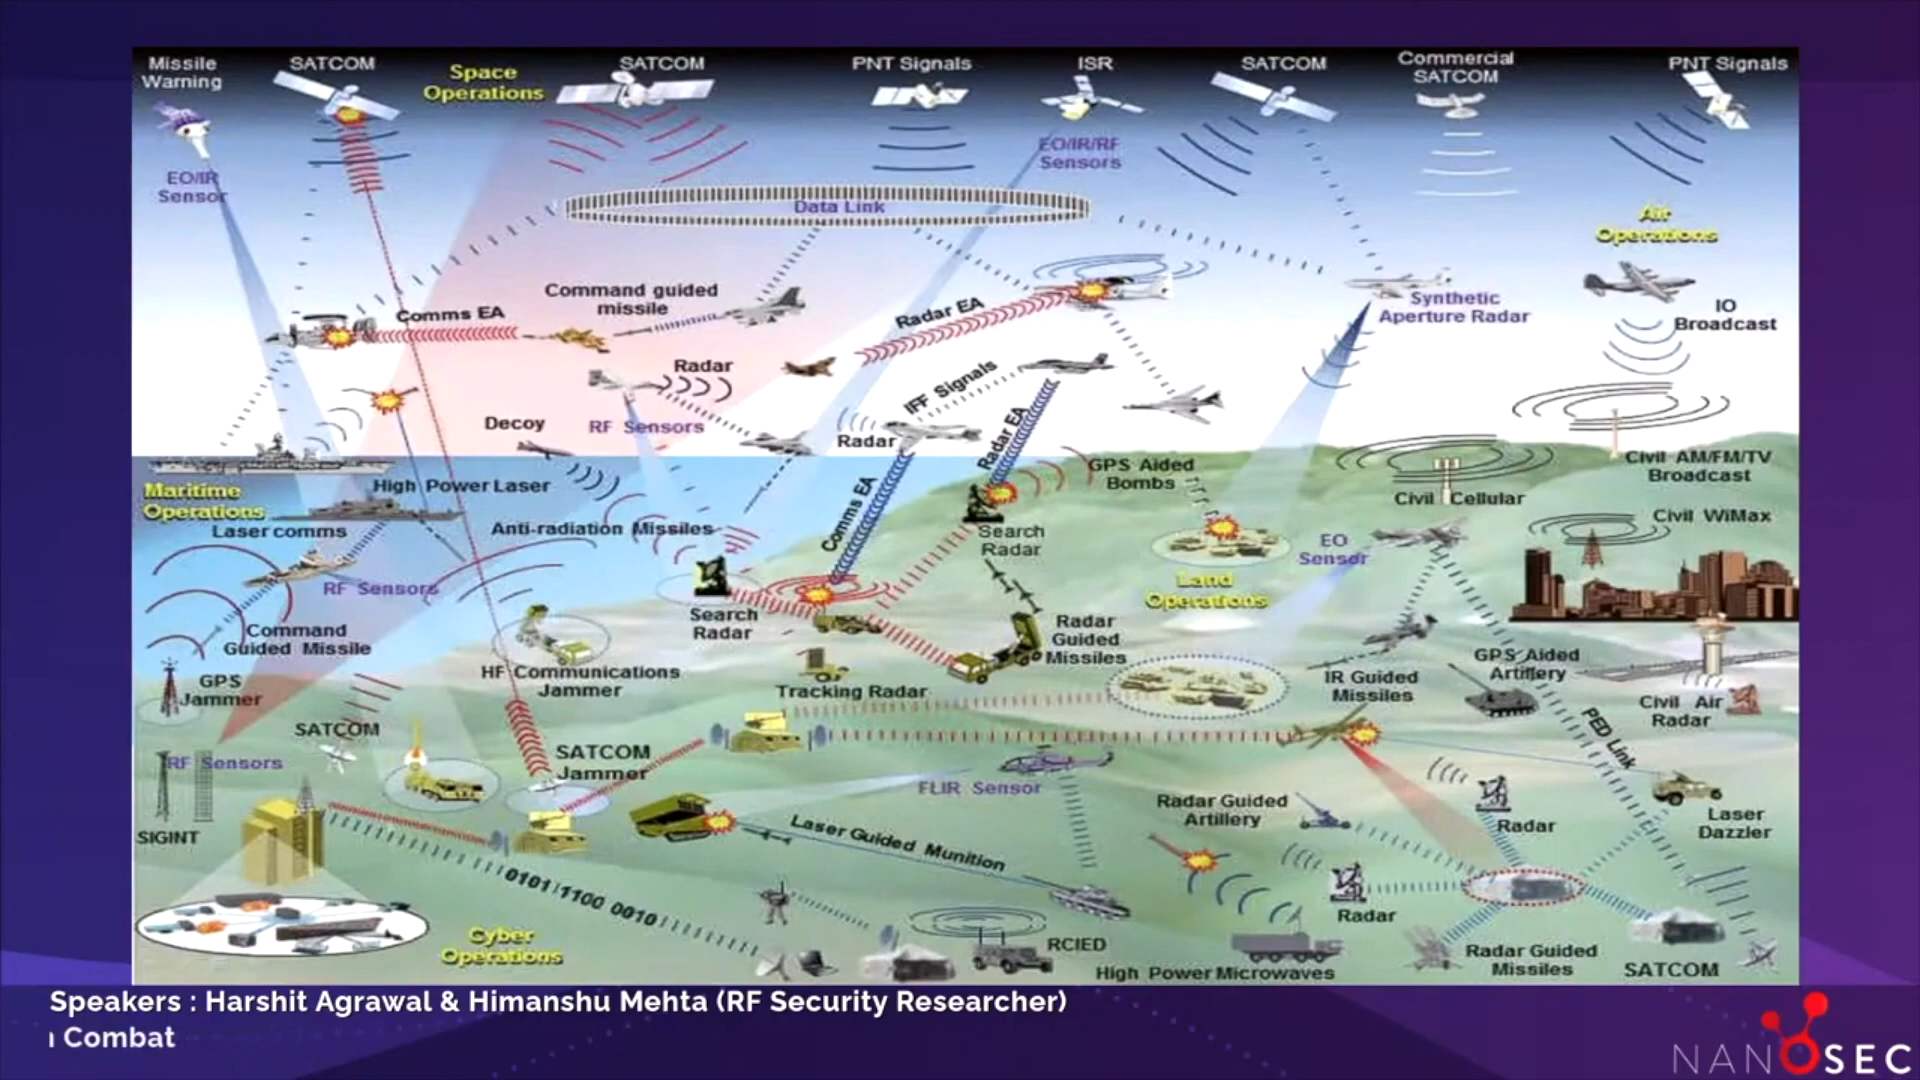 Missile
Warning
SATCOM
Space
Operations
SATCOM
PNT Signals
ISR
SATCOM
Commercial
SATCOM
PNT Signals
EO/IR
Sensor
EO/IR/RF
Sensors
Data Link
Air
Operations
Command guided
missile
Comms EA
Radar EA
Synthetic
Aperture Radar
IO
Broadcast
Radar
IFF Signals
Decoy
RF Sensors
Radar
Radar EA
GPS Aided
Bombs
Civil AM/FM/TV
Broadcast
Maritime
Operations
High Power Laser
Comms EA
Civil Cellular
Civil WiMax
Laser comms
Anti-radiation Missiles
Search
Radar
EO
Sensor
RF Sensors
Land
Operations
Search
Radar
Command
Guided Missile
Radar
Guided
Missiles
GPS
Jammer
HF Communications
Jammer
Tracking Radar
IR Guided
Missiles
GPS Aided
Artillery
Civil Air
Radar
SATCOM
PED Link
RF Sensors
SATCOM
Jammer
FLIR Sensor
Radar Guided
Artillery
Radar
Laser
Dazzler
SIGINT
Laser Guided Munition
0101 1100 0010
Radar
Cyber
Operations
RCIED
High Power Microwaves
Radar Guided
Missiles
SATCOM
Speakers : Harshit Agrawal & Himanshu Mehta (RF Security Researcher)
Combat
NANOSEC